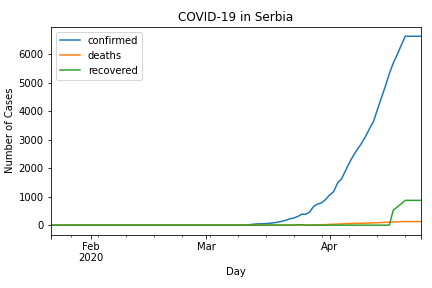 COVID-19 in Serbia
confirmed
deaths
recovered
Number of Cases
6000
5000
4000
3000
2000
1000
0
Feb
2020
Mar
Apr
Day